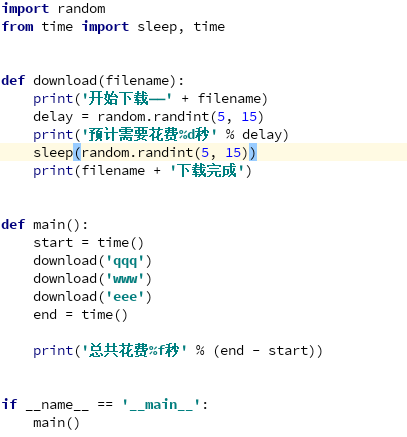 import random
from time import sleep, time
def download(filename):
    print('开始下载——' + filename)
    delay = random.randint(5, 15)
    print('预计需要花费%d秒' % delay)
    sleep(random.randint(5, 15))
    print(filename + '下载完成')
def main():
    start = time()
    download('qqq')
    download('www')
    download('eee')
    end = time()
    print('总共花费%f秒' % (end - start))
if __name__ == '__main__':
    main()